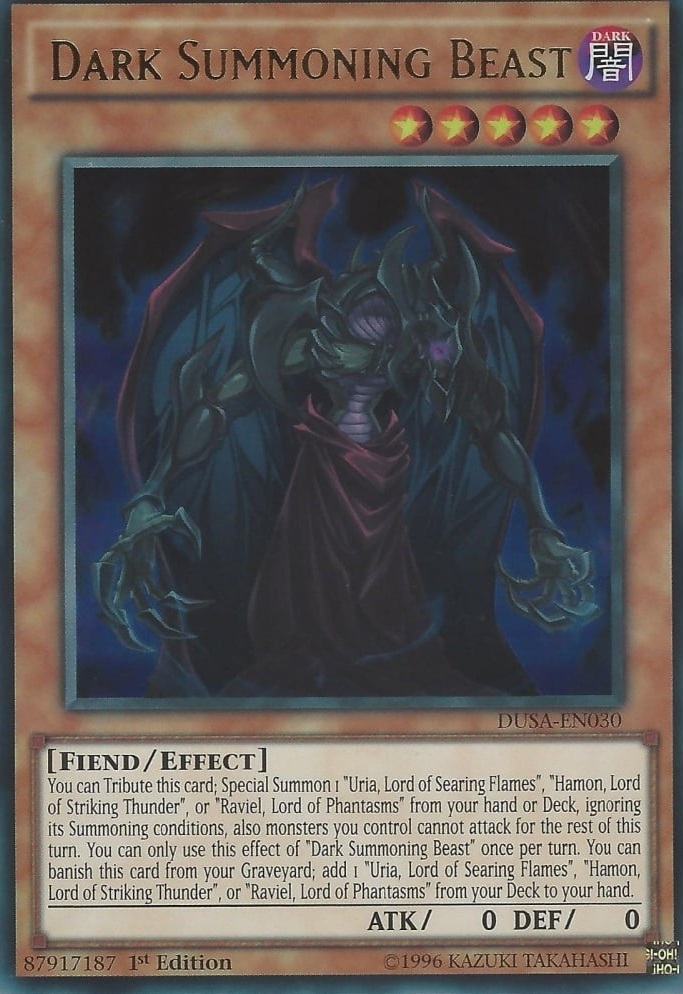 DARK SUMMONING BEAST
DARK
闇
DUSA-EN030
[FIEND/EFFECT]
You can Tribute this card; Special Summon 1 "Uria, Lord of Searing Flames", "Hamon, Lord
of Striking Thunder", or "Raviel, Lord of Phantasms" from your hand or Deck, ignoring
its Summoning conditions, also monsters you control cannot attack for the rest of this
turn. You can only use this effect of "Dark Summoning Beast" once per turn. You can
banish this card from your Graveyard; add 1 "Uria, Lord of Searing Flames", "Hamon,
Lord of Striking Thunder", or "Raviel, Lord of Phantasms" from your Deck to your hand.
ATK/ 0 DEF/ 0
87917187 1st Edition ©1996 KAZUKI TAKAHASHI